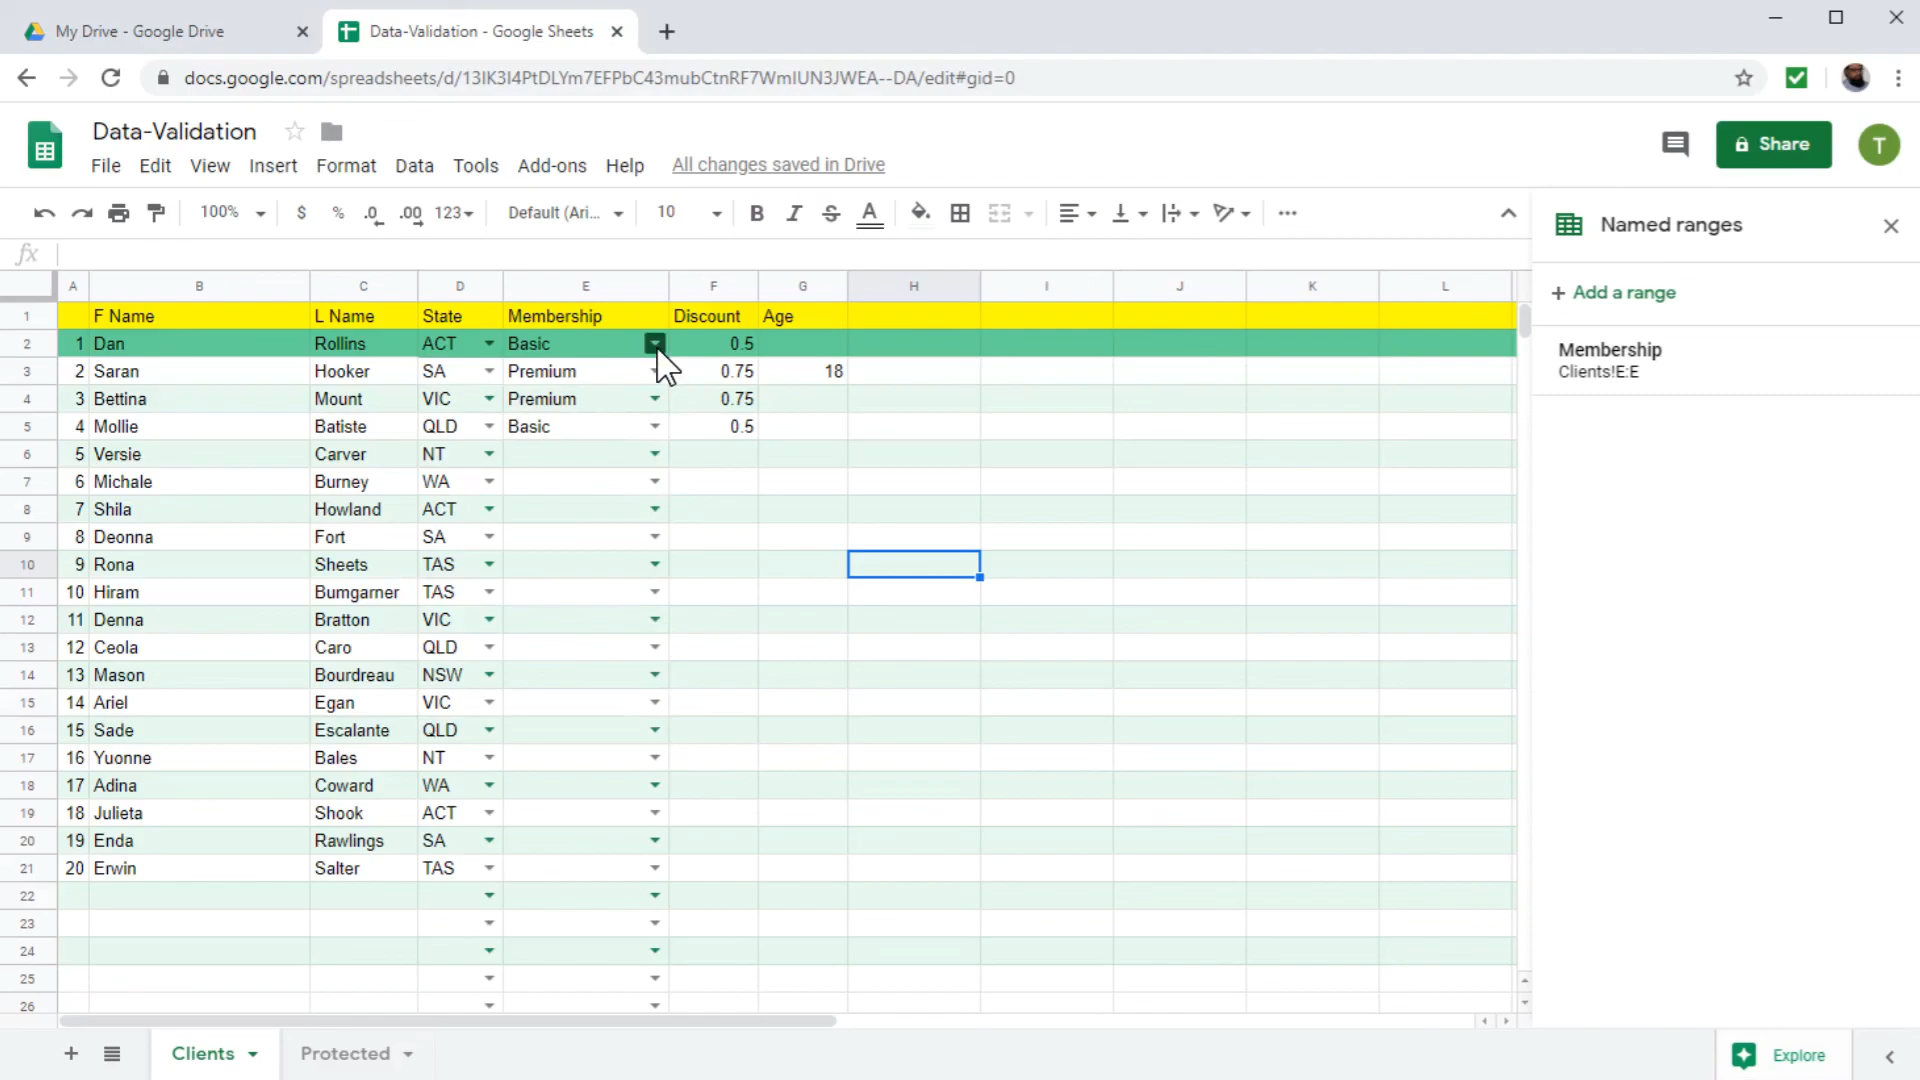 My Drive - Google Drive
Data-Validation - Google Sheets
docs.google.com/spreadsheets/d/13IK3I4PtDLYm7EFPbC43mubCtnRF7WmIUN3JWEA--DA/edit#gid=0
Data-Validation
File Edit View Insert Format Data Tools Add-ons Help All changes saved in Drive
Share
T
100% $ % .0 .00 123 Default (Ari... 10 B I S A
Named ranges
+ Add a range
Membership
Clients!E:E
fx
A B C D E F G H I J K L
1 F Name L Name State Membership Discount Age
2 1 Dan Rollins ACT Basic 0.5
3 2 Saran Hooker SA Premium 0.75 18
4 3 Bettina Mount VIC Premium 0.75
5 4 Mollie Batiste QLD Basic 0.5
6 5 Versie Carver NT
7 6 Michale Burney WA
8 7 Shila Howland ACT
9 8 Deonna Fort SA
10 9 Rona Sheets TAS
11 10 Hiram Bumgarner TAS
12 11 Denna Bratton VIC
13 12 Ceola Caro QLD
14 13 Mason Bourdreau NSW
15 14 Ariel Egan VIC
16 15 Sade Escalante QLD
17 16 Yuonne Bales NT
18 17 Adina Coward WA
19 18 Julieta Shook ACT
20 19 Enda Rawlings SA
21 20 Erwin Salter TAS
22
23
24
25
26
Clients Protected
Explore